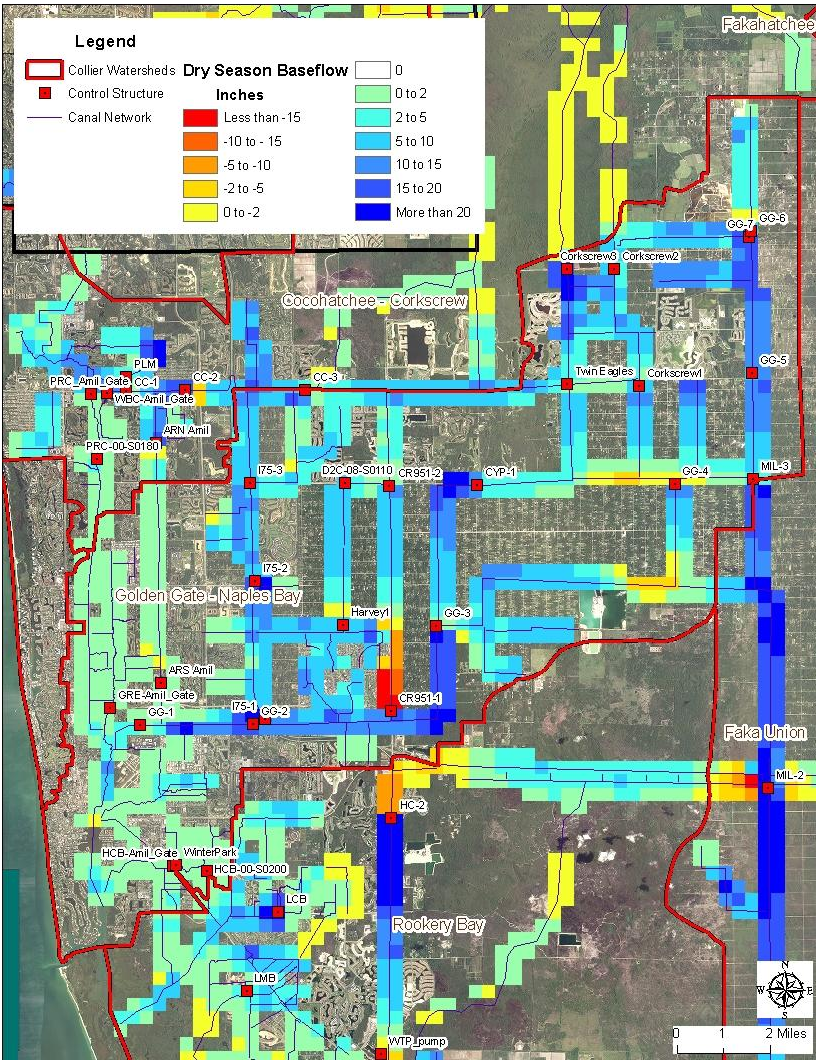 Fakahatchee
Legend
Collier Watersheds
Control Structure
Canal Network
Dry Season Baseflow
Inches
Less than -15
-10 to - 15
-5 to -10
-2 to -5
0 to -2
0
0 to 2
2 to 5
5 to 10
10 to 15
15 to 20
More than 20
GG-6
GG-7
Corkscrew3
Corkscrew2
Cocohatchee - Corkscrew
PLM
PRC_Amil_Gate
CC-1
CC-2
CC-3
Twin Eagles
Corkscrew1
GG-5
WBC-Amil_Gate
ARN Amil
PRC-00-S0180
I75-3
D2C-08-S0110
CR951-2
CYP-1
GG-4
MIL-3
I75-2
Golden Gate - Naples Bay
Harvey1
GG-3
ARS Amil
GRE-Amil_Gate
GG-1
I75-1
GG-2
CR951-1
Faka Union
MIL-2
HC-2
HCB-Amil_Gate
WinterPark
HCB-00-S0200
LCB
Rookery Bay
LMB
WTP_pump
N
W
E
S
0
1
2 Miles